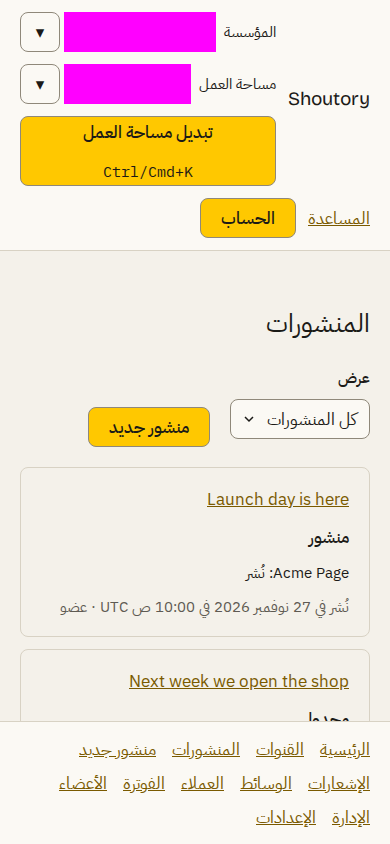 المؤسسة ▼
Shoutory
مساحة العمل ▼
تبديل مساحة العمل
Ctrl/Cmd+K
المساعدة الحساب
المنشورات
عرض
كل المنشورات منشور جديد
Launch day is here
منشور
Acme Page: نُشر
نُشر في 27 نوفمبر 2026 في 10:00 ص UTC · عضو
Next week we open the shop
الرئيسية القنوات المنشورات منشور جديد
الإشعارات الوسائط العملاء الفوترة الأعضاء
الإدارة الإعدادات